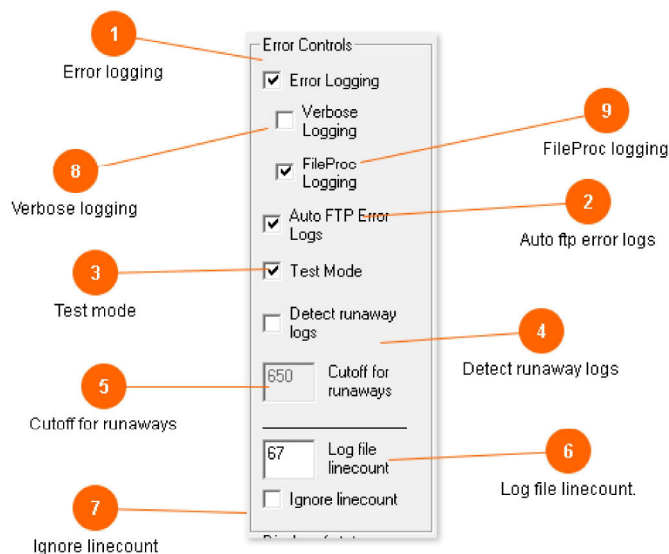 1
Error logging
Error Controls
Error Logging
Verbose
Logging
9
FileProc logging
8
Verbose logging
FileProc
Logging
2
Auto ftp error logs
Auto FTP Error
Logs
3
Test mode
Test Mode
Detect runaway
logs
4
Detect runaway logs
5
Cutoff for runaways
650
Cutoff for
runaways
67
Log file
linecount
6
Log file linecount.
7
Ignore linecount
Ignore linecount